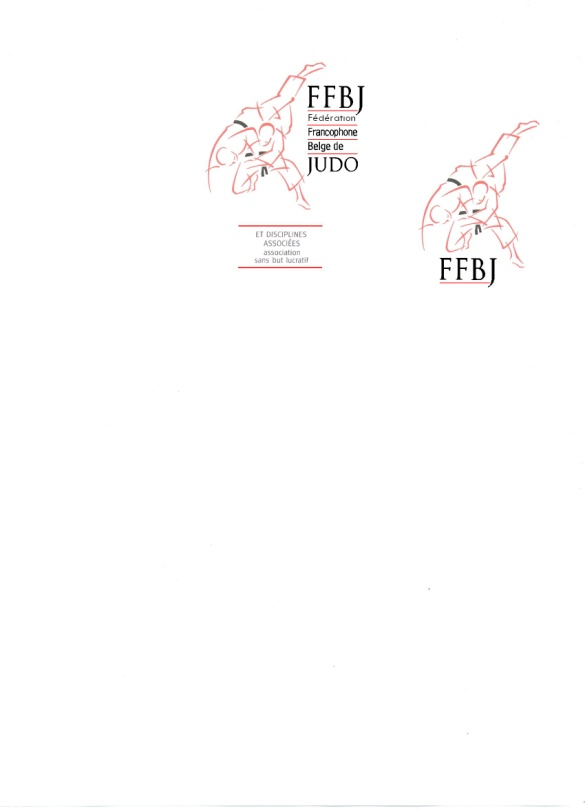 FFBJ
Fédération
Francophone
Belge de
JUDO
ET DISCIPLINES
ASSOCIÉES
association
sans but lucratif
FFBJ